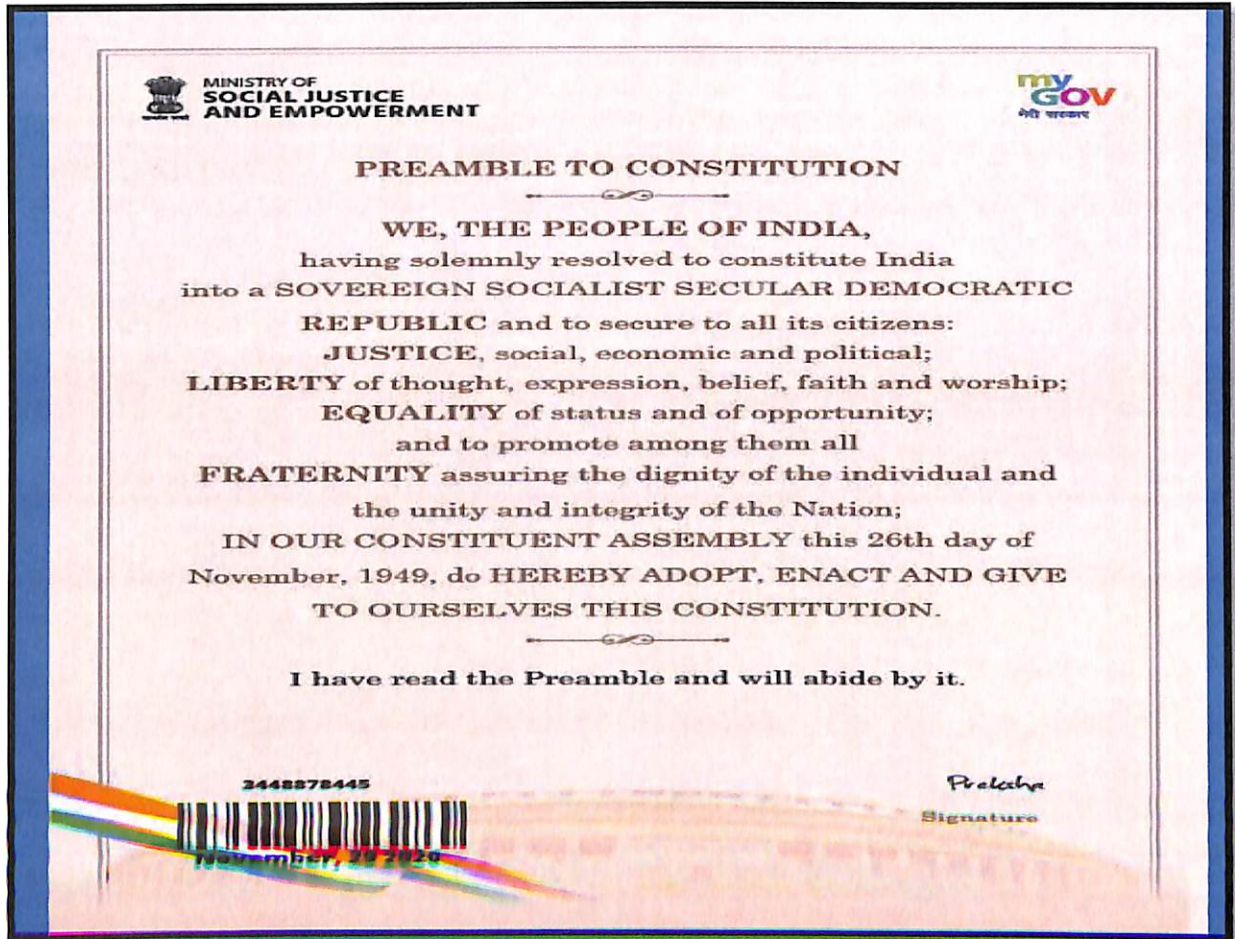 MINISTRY OF
SOCIAL JUSTICE
AND EMPOWERMENT
my
GOV
मेरी सरकार
PREAMBLE TO CONSTITUTION
WE, THE PEOPLE OF INDIA,
having solemnly resolved to constitute India
into a SOVEREIGN SOCIALIST SECULAR DEMOCRATIC
REPUBLIC and to secure to all its citizens:
JUSTICE, social, economic and political;
LIBERTY of thought, expression, belief, faith and worship;
EQUALITY of status and of opportunity;
and to promote among them all
FRATERNITY assuring the dignity of the individual and
the unity and integrity of the Nation;
IN OUR CONSTITUENT ASSEMBLY this 26th day of
November, 1949, do HEREBY ADOPT, ENACT AND GIVE
TO OURSELVES THIS CONSTITUTION.
I have read the Preamble and will abide by it.
2448878445
November, 2020
Preksha
Signature